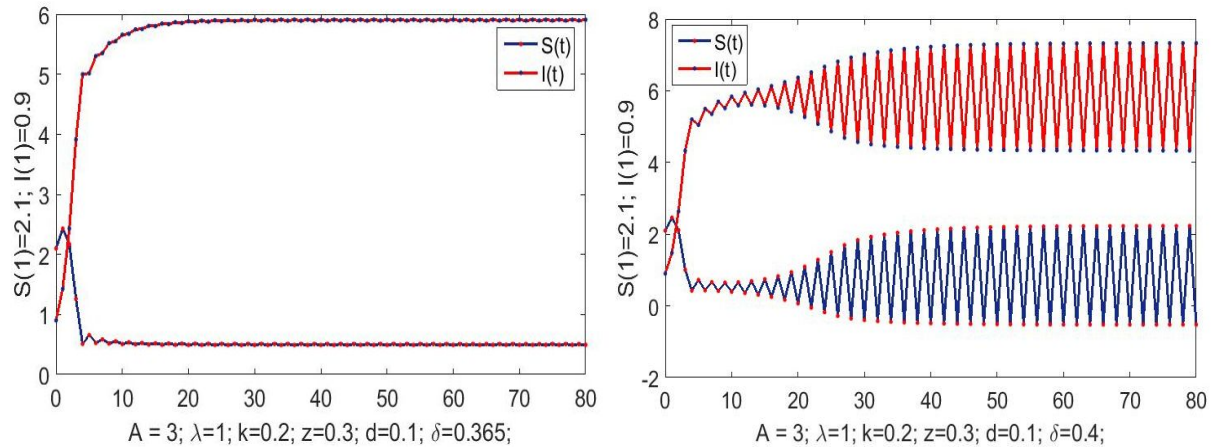 6
5
4
3
2
1
0
S(1)=2.1; I(1)=0.9
S(t)
I(t)
0 10 20 30 40 50 60 70 80
A = 3; λ=1; k=0.2; z=0.3; d=0.1; δ=0.365;
8
6
4
2
0
-2
S(1)=2.1; I(1)=0.9
S(t)
I(t)
0 10 20 30 40 50 60 70 80
A = 3; λ=1; k=0.2; z=0.3; d=0.1; δ=0.4;